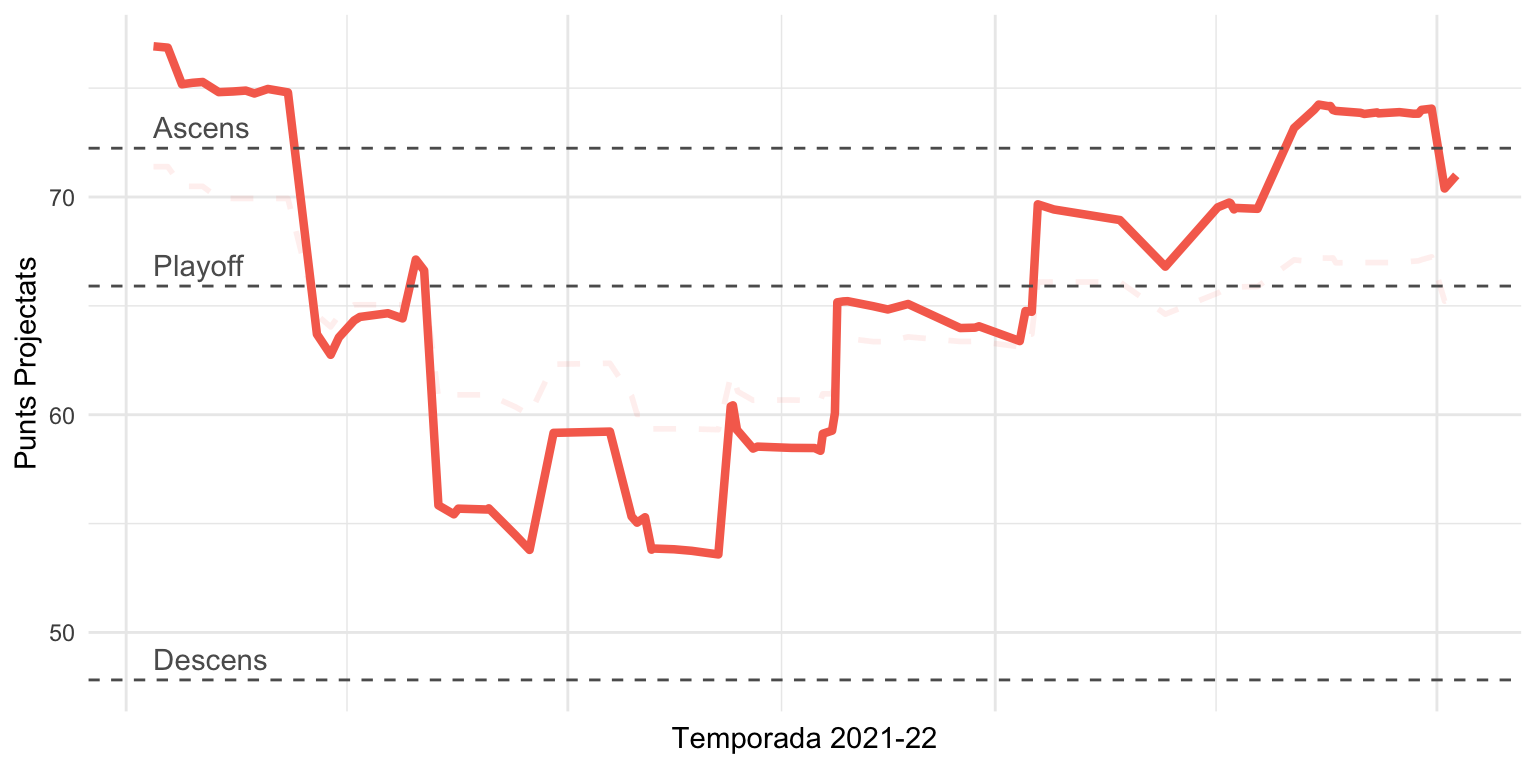 Ascens
70
Playoff
60
50
Descens
Punts Projectats
Temporada 2021-22